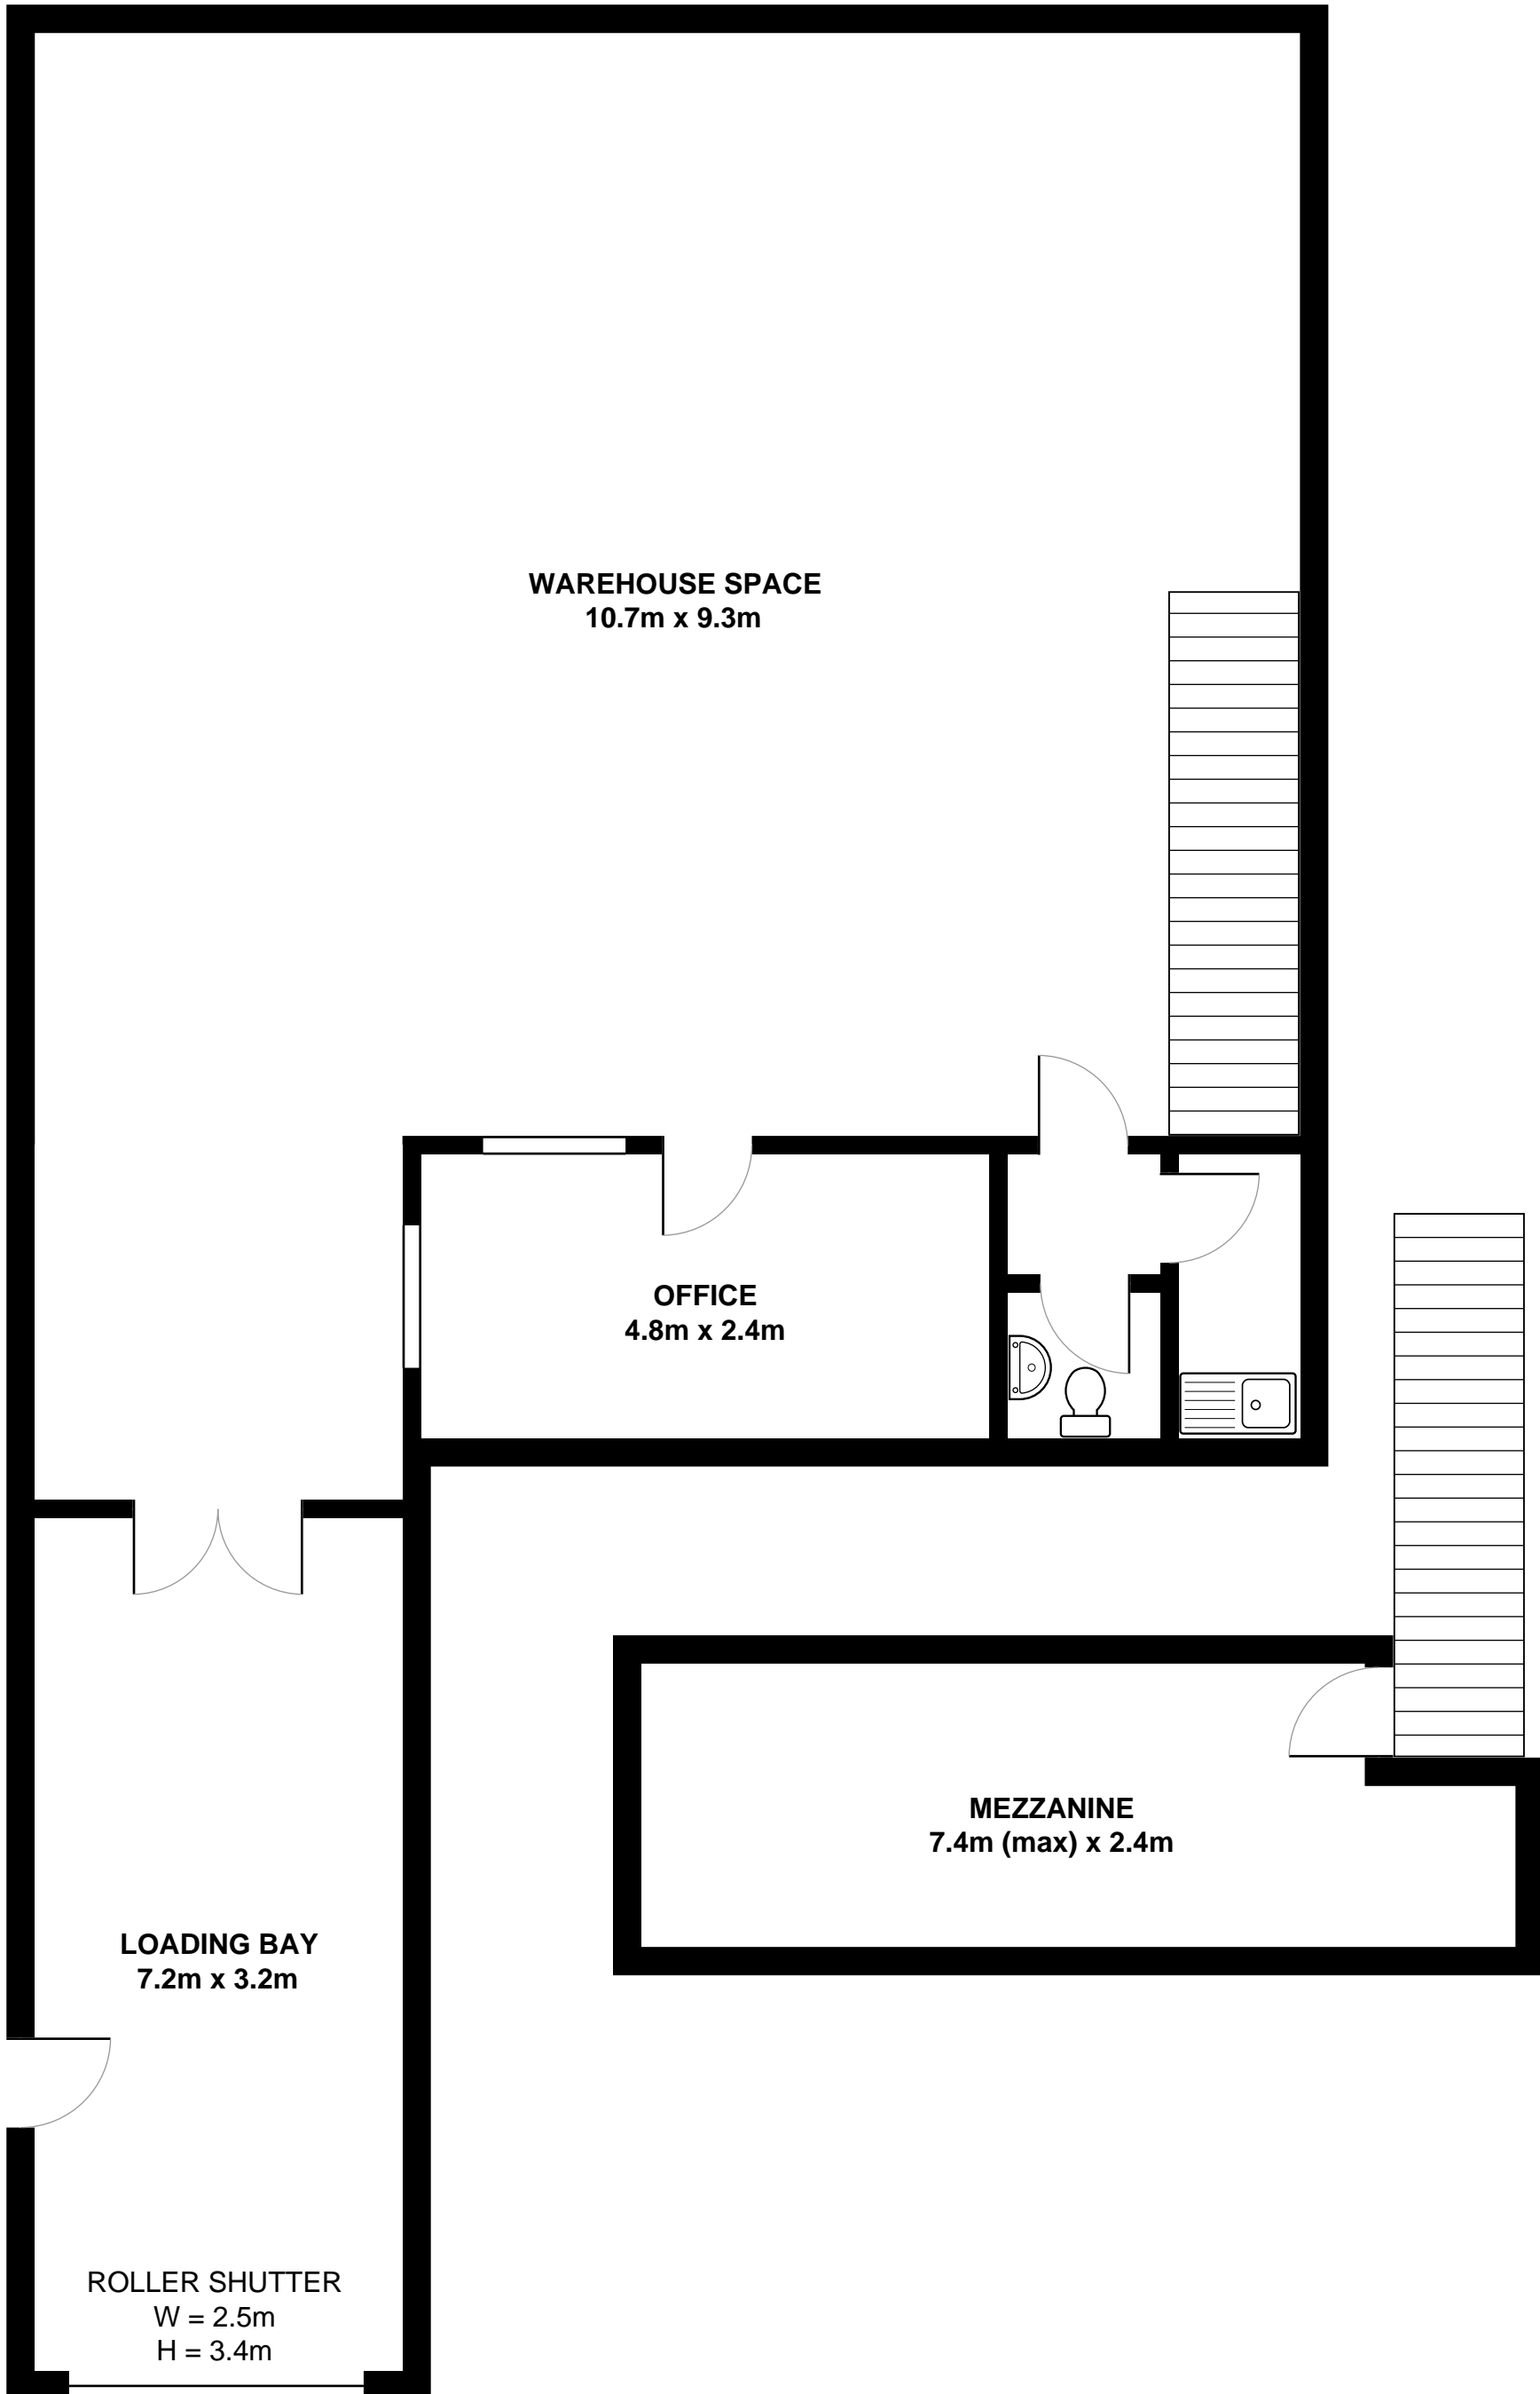 WAREHOUSE SPACE
10.7m x 9.3m
OFFICE
4.8m x 2.4m
MEZZANINE
7.4m (max) x 2.4m
LOADING BAY
7.2m x 3.2m
ROLLER SHUTTER
W = 2.5m
H = 3.4m